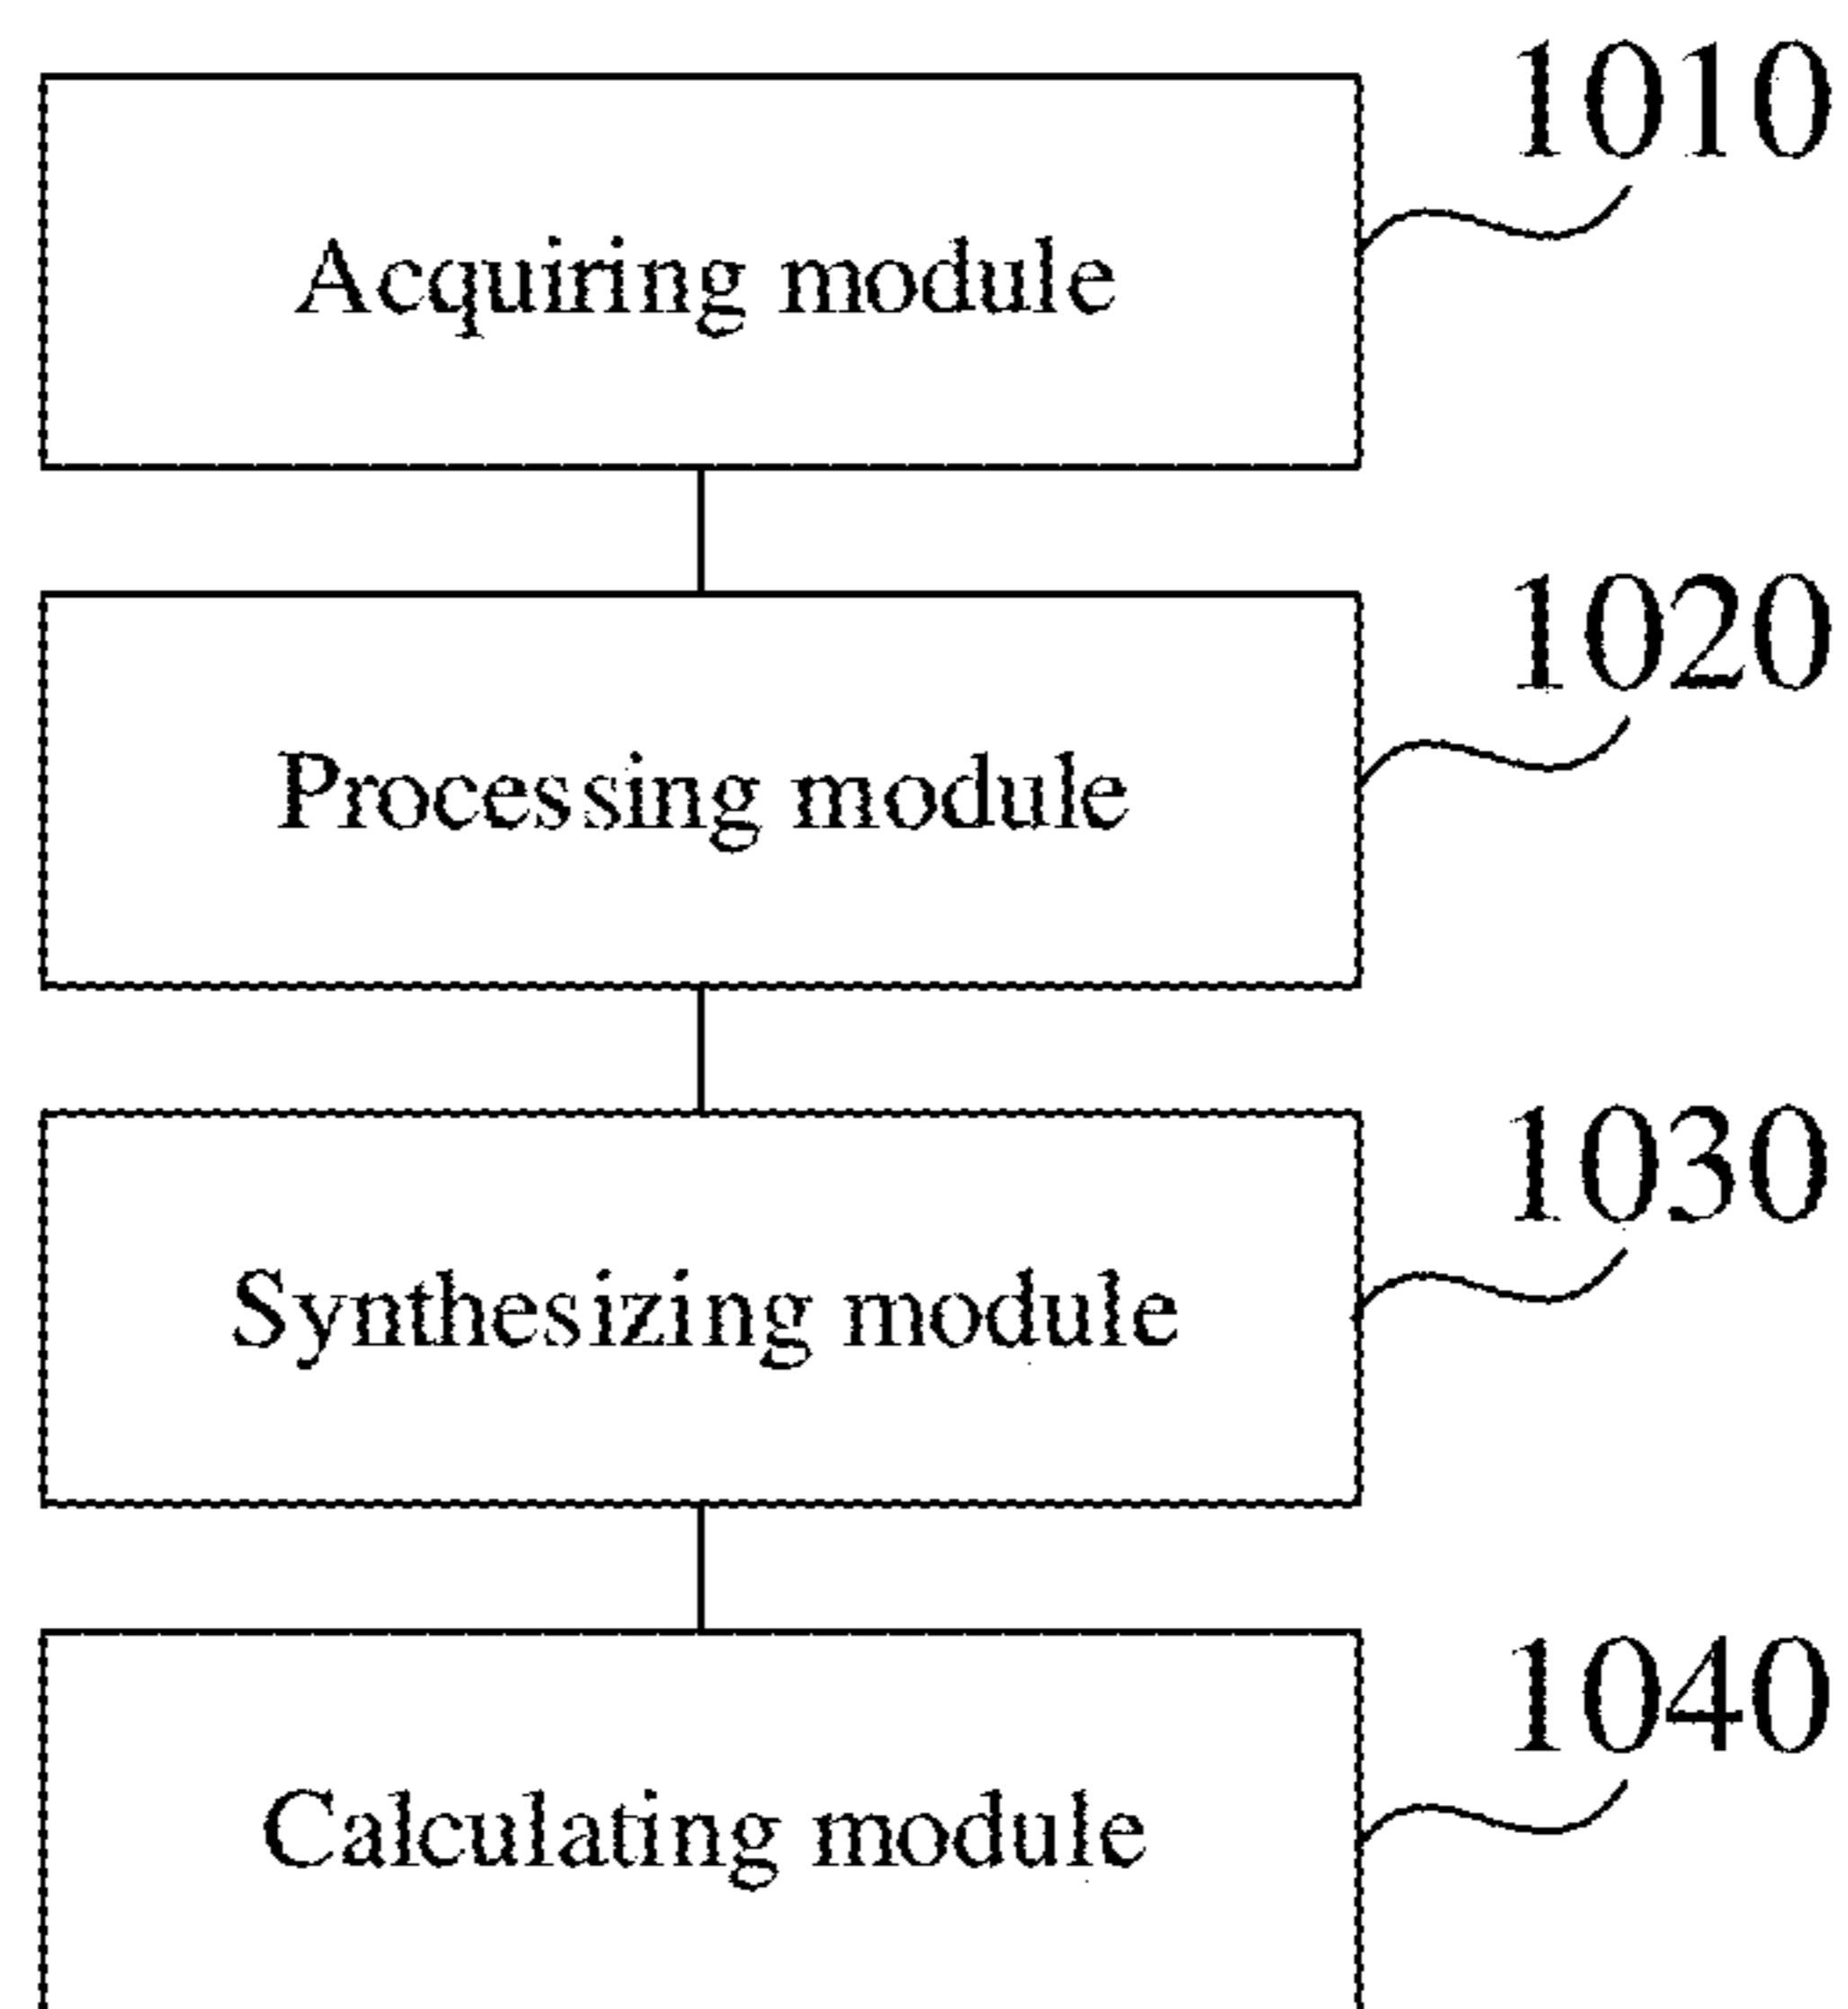 1010
Acquiring module
1020
Processing module
1030
Synthesizing module
1040
Calculating module